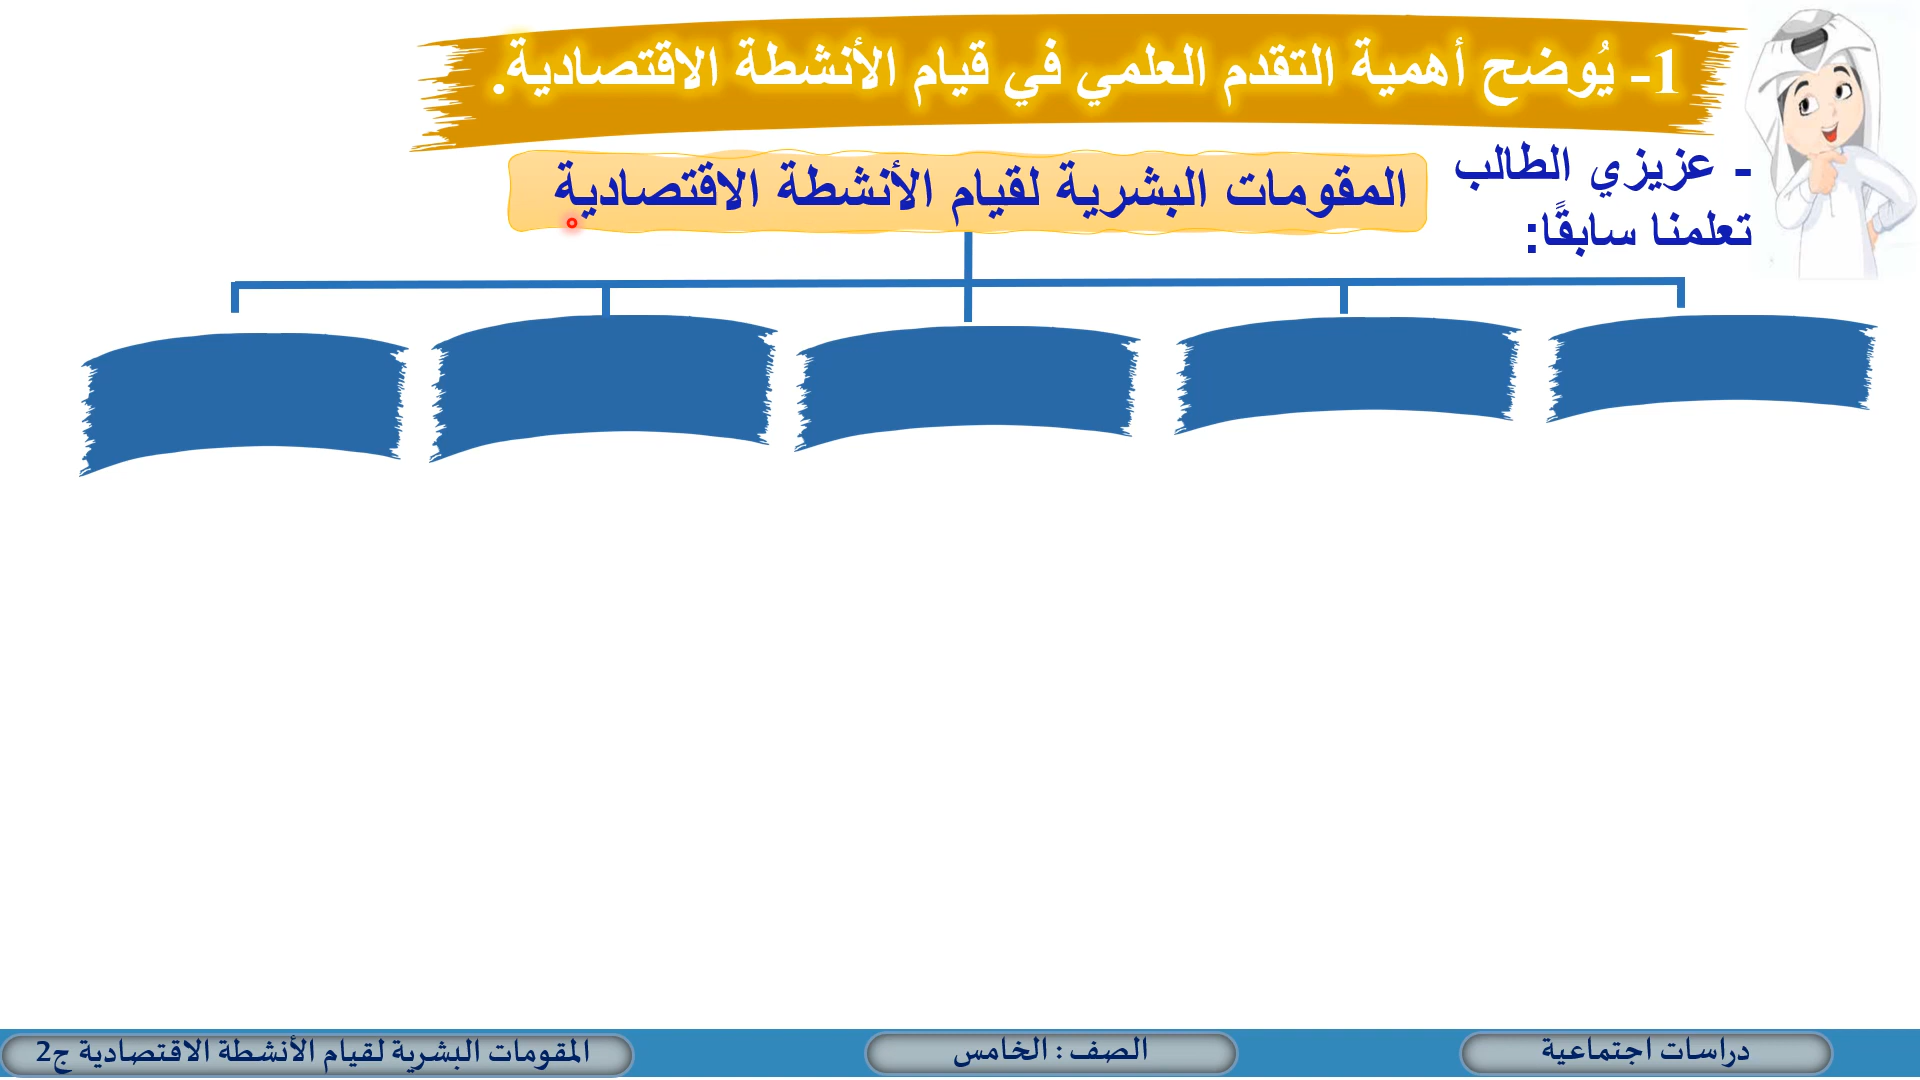 1- يُوضح أهمية التقدم العلمي في قيام الأنشطة الاقتصادية.
- عزيزي الطالب
تعلمنا سابقًا:
المقومات البشرية لقيام الأنشطة الاقتصادية
دراسات اجتماعية
الصف : الخامس
المقومات البشرية لقيام الأنشطة الاقتصادية ج2